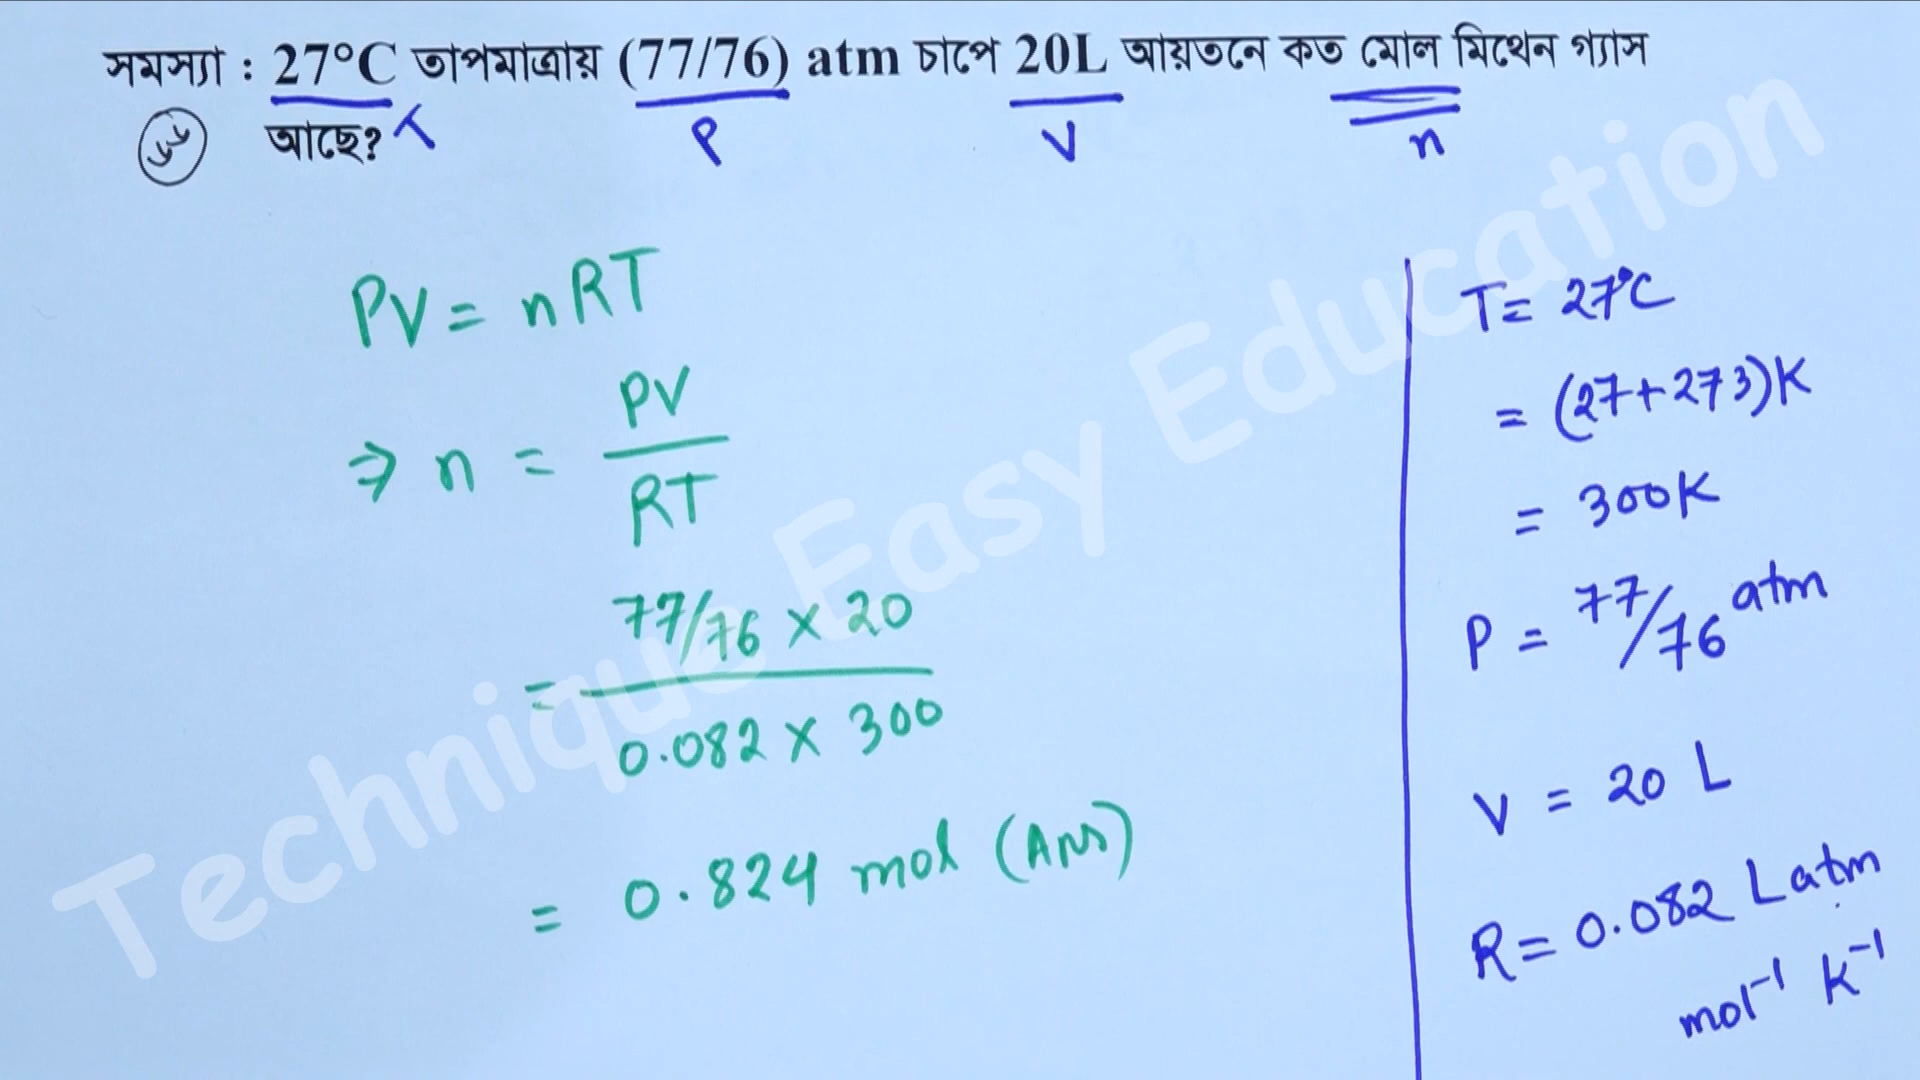 সমস্যা : 27°C তাপমাত্রায় (77/76) atm চাপে 20L আয়তনে কত মোল মিথেন গ্যাস
আছে?
T
P
V
n
PV = nRT
⇒ n = PV
RT
= 77/76 × 20
0.082 × 300
= 0.824 mol (Ans)
T = 27°C
= (27+273)K
= 300K
P = 77/76 atm
V = 20 L
R = 0.082 L atm
mol⁻¹ K⁻¹
Technique Easy Education